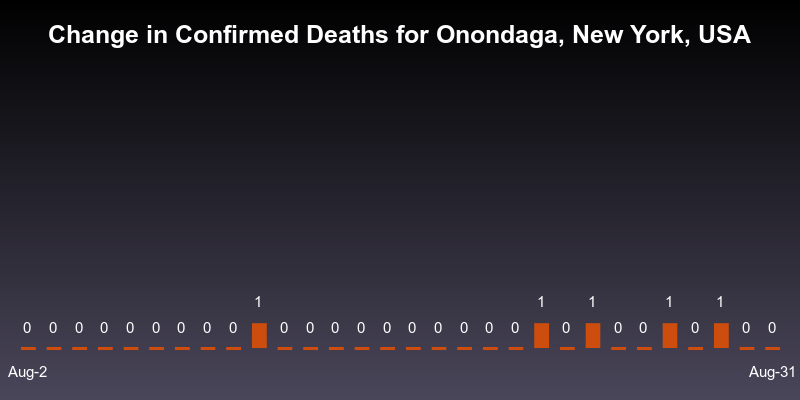 Change in Confirmed Deaths for Onondaga, New York, USA
1 1 1 1 1
0 0 0 0 0 0 0 0 0 0 0 0 0 0 0 0 0 0 0 0 0 0 0 0 0
Aug-2 Aug-31